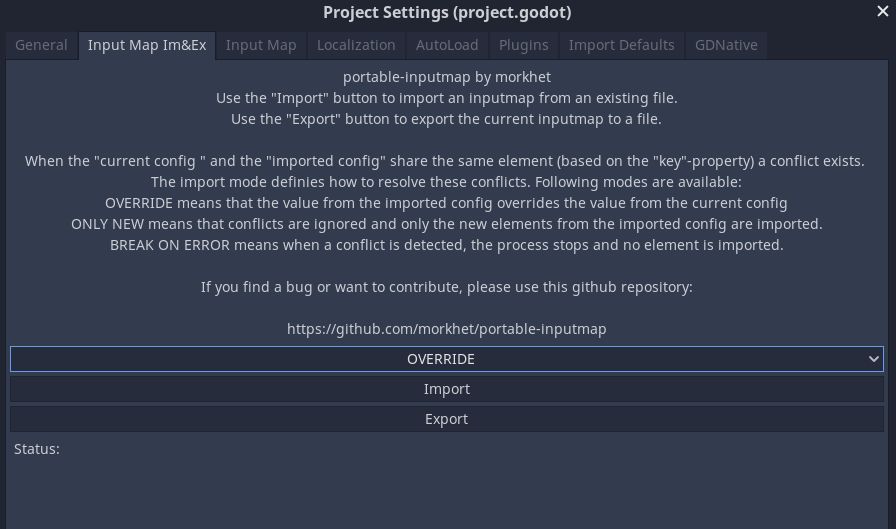 Project Settings (project.godot)
General Input Map Im&Ex Input Map Localization AutoLoad Plugins Import Defaults GDNative
portable-inputmap by morkhet
Use the "Import" button to import an inputmap from an existing file.
Use the "Export" button to export the current inputmap to a file.
When the "current config " and the "imported config" share the same element (based on the "key"-property) a conflict exists.
The import mode definies how to resolve these conflicts. Following modes are available:
OVERRIDE means that the value from the imported config overrides the value from the current config
ONLY NEW means that conflicts are ignored and only the new elements from the imported config are imported.
BREAK ON ERROR means when a conflict is detected, the process stops and no element is imported.
If you find a bug or want to contribute, please use this github repository:
https://github.com/morkhet/portable-inputmap
OVERRIDE
Import
Export
Status: